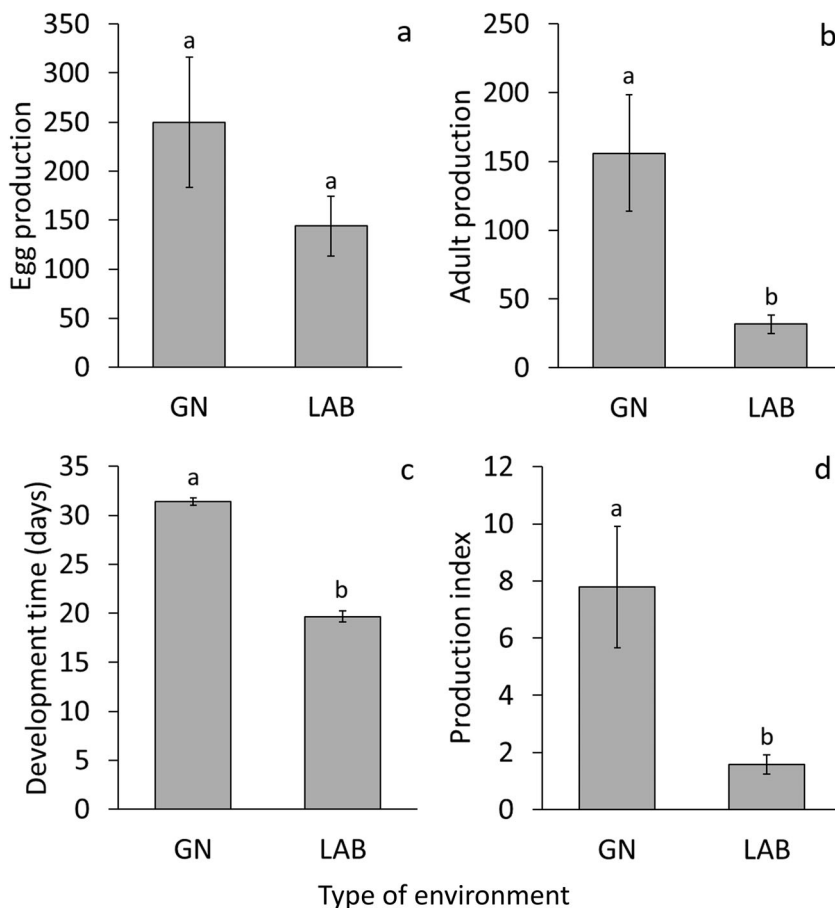 a
Egg production
350
300
250
200
150
100
50
0
a
a
GN LAB
b
Adult production
250
200
150
100
50
0
a
b
GN LAB
c
Development time (days)
35
30
25
20
15
10
5
0
a
b
GN LAB
d
Production index
12
10
8
6
4
2
0
a
b
GN LAB
Type of environment